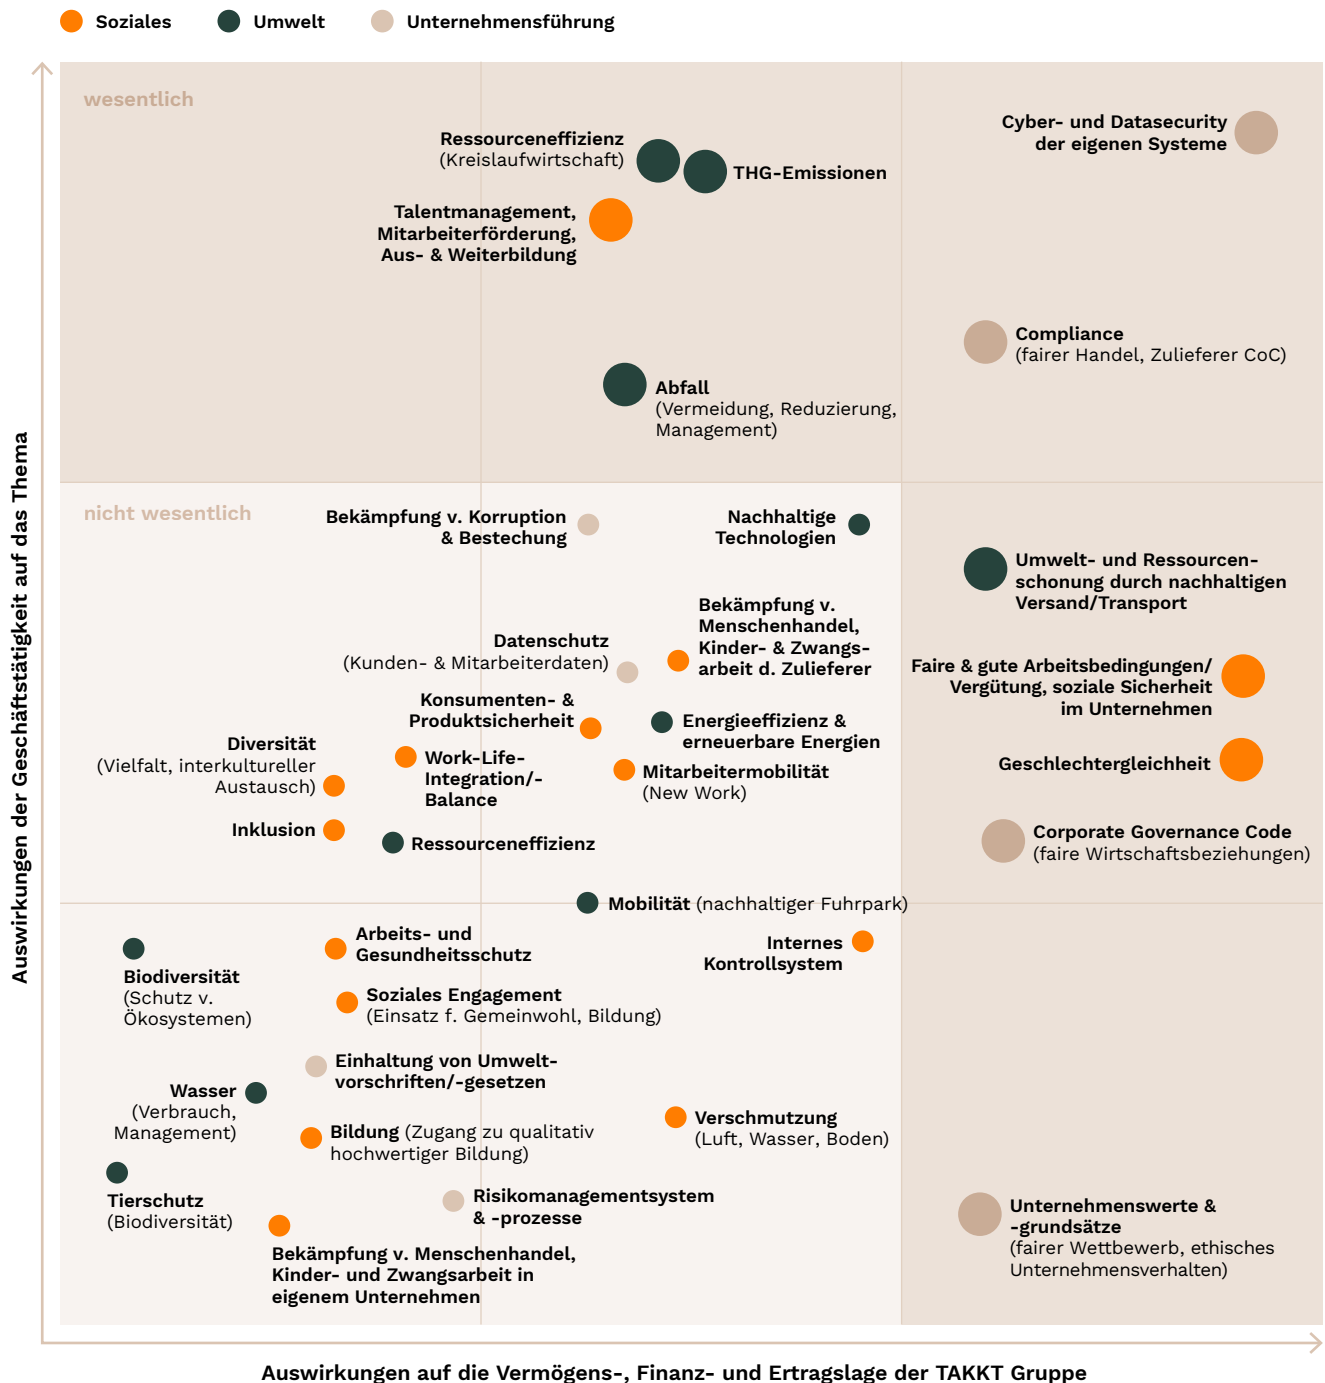 Soziales
Umwelt
Unternehmensführung
wesentlich
Ressourceneffizienz
(Kreislaufwirtschaft)
THG-Emissionen
Cyber- und Datasecurity
der eigenen Systeme
Talentmanagement,
Mitarbeiterförderung,
Aus- & Weiterbildung
Compliance
(fairer Handel, Zulieferer CoC)
Abfall
(Vermeidung, Reduzierung,
Management)
nicht wesentlich
Bekämpfung v. Korruption
& Bestechung
Nachhaltige
Technologien
Umwelt- und Ressourcen-
schonung durch nachhaltigen
Versand/Transport
Bekämpfung v.
Menschenhandel,
Kinder- & Zwangs-
arbeit d. Zulieferer
Datenschutz
(Kunden- & Mitarbeiterdaten)
Faire & gute Arbeitsbedingungen/
Vergütung, soziale Sicherheit
im Unternehmen
Konsumenten- &
Produktsicherheit
Energieeffizienz &
erneuerbare Energien
Diversität
(Vielfalt, interkultureller
Austausch)
Work-Life-
Integration/-
Balance
Mitarbeitermobilität
(New Work)
Geschlechtergleichheit
Inklusion
Ressourceneffizienz
Corporate Governance Code
(faire Wirtschaftsbeziehungen)
Mobilität (nachhaltiger Fuhrpark)
Arbeits- und
Gesundheitsschutz
Internes
Kontrollsystem
Biodiversität
(Schutz v.
Ökosystemen)
Soziales Engagement
(Einsatz f. Gemeinwohl, Bildung)
Einhaltung von Umwelt-
vorschriften/-gesetzen
Wasser
(Verbrauch,
Management)
Bildung (Zugang zu qualitativ
hochwertiger Bildung)
Verschmutzung
(Luft, Wasser, Boden)
Tierschutz
(Biodiversität)
Risikomanagementsystem
& -prozesse
Unternehmenswerte &
-grundsätze
(fairer Wettbewerb, ethisches
Unternehmensverhalten)
Bekämpfung v. Menschenhandel,
Kinder- und Zwangsarbeit in
eigenem Unternehmen
Auswirkungen der Geschäftstätigkeit auf das Thema
Auswirkungen auf die Vermögens-, Finanz- und Ertragslage der TAKKT Gruppe